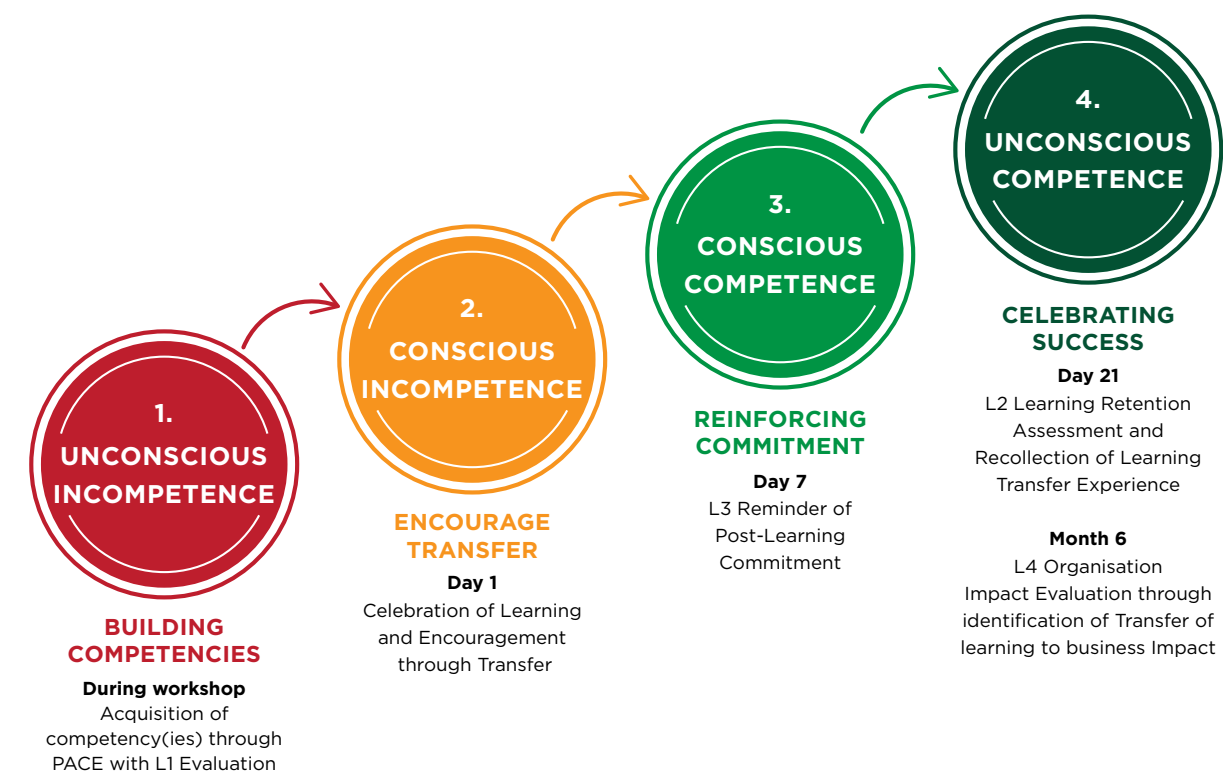 1.
UNCONSCIOUS
INCOMPETENCE
BUILDING
COMPETENCIES
During workshop
Acquisition of
competency(ies) through
PACE with L1 Evaluation
2.
CONSCIOUS
INCOMPETENCE
ENCOURAGE
TRANSFER
Day 1
Celebration of Learning
and Encouragement
through Transfer
3.
CONSCIOUS
COMPETENCE
REINFORCING
COMMITMENT
Day 7
L3 Reminder of
Post-Learning
Commitment
4.
UNCONSCIOUS
COMPETENCE
CELEBRATING
SUCCESS
Day 21
L2 Learning Retention
Assessment and
Recollection of Learning
Transfer Experience
Month 6
L4 Organisation
Impact Evaluation through
identification of Transfer of
learning to business Impact